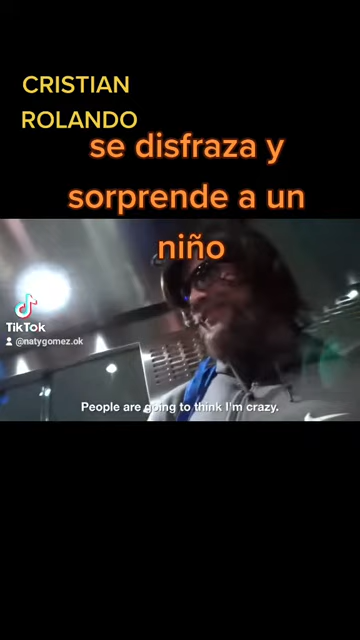 CRISTIAN
ROLANDO
se disfraza y
sorprende a un
niño
TikTok
@natygomez.ok
People are going to think I'm crazy.